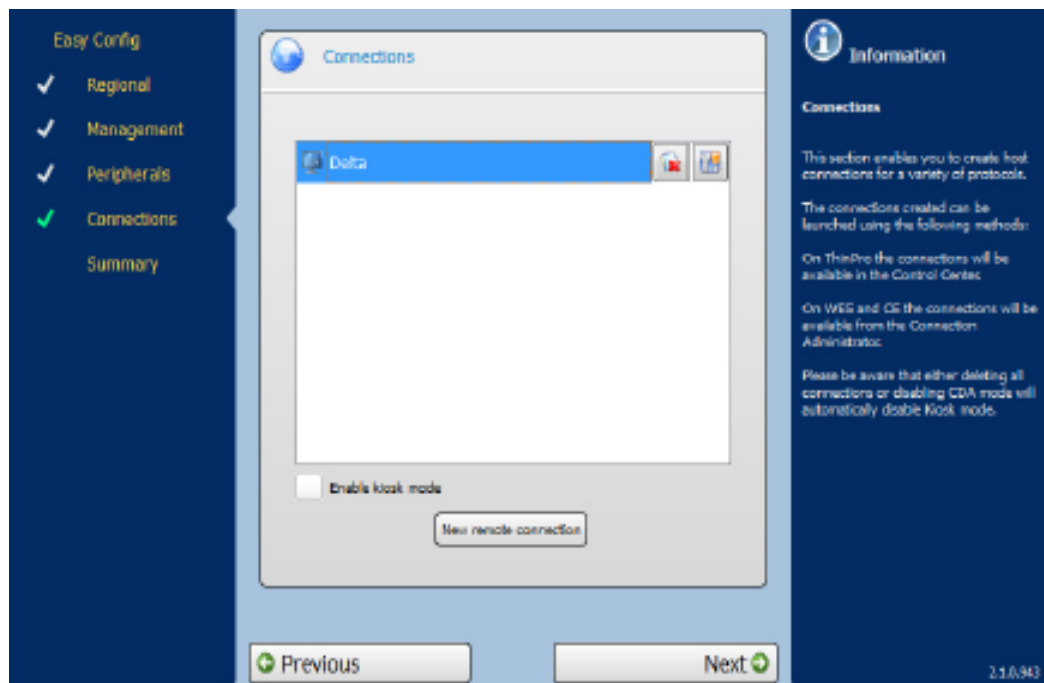 Easy Config
Regional
Management
Peripherals
Connections
Summary
Connections
Delta
Enable kiosk mode
New remote connection
Previous
Next
Information
Connections
This section enables you to create host
connections for a variety of protocols.
The connections created can be
launched using the following methods:
On ThinPro the connections will be
available in the Control Center.
On WES and CE the connections will be
available from the Connection
Administrator.
Please be aware that either deleting all
connections or disabling CDA mode will
automatically disable Kiosk mode.
2.1.0.943